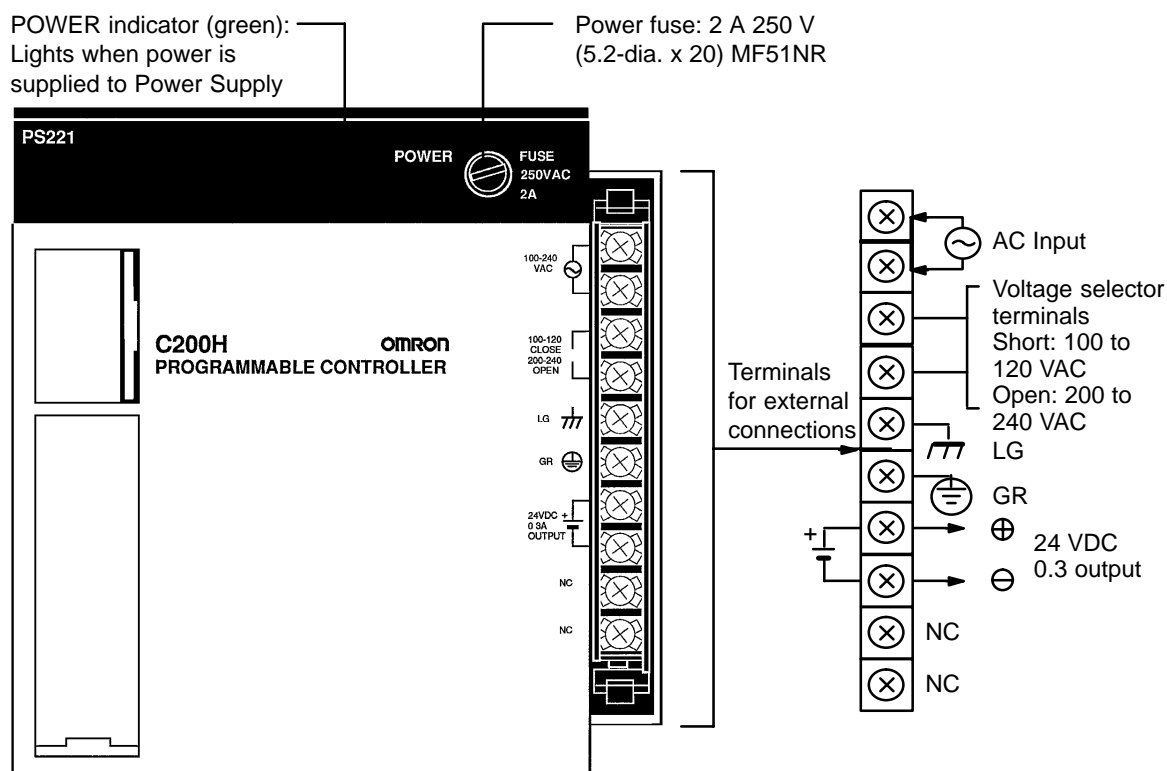 POWER indicator (green):
Lights when power is
supplied to Power Supply
Power fuse: 2 A 250 V
(5.2-dia. x 20) MF51NR
PS221
POWER
FUSE
250VAC
2A
C200H
OMRON
PROGRAMMABLE CONTROLLER
100-240
VAC
100-120
CLOSE
200-240
OPEN
LG
GR
24VDC +
0 3A
OUTPUT
NC
NC
Terminals
for external
connections
AC Input
Voltage selector
terminals
Short: 100 to
120 VAC
Open: 200 to
240 VAC
LG
GR
+
24 VDC
0.3 output
NC
NC